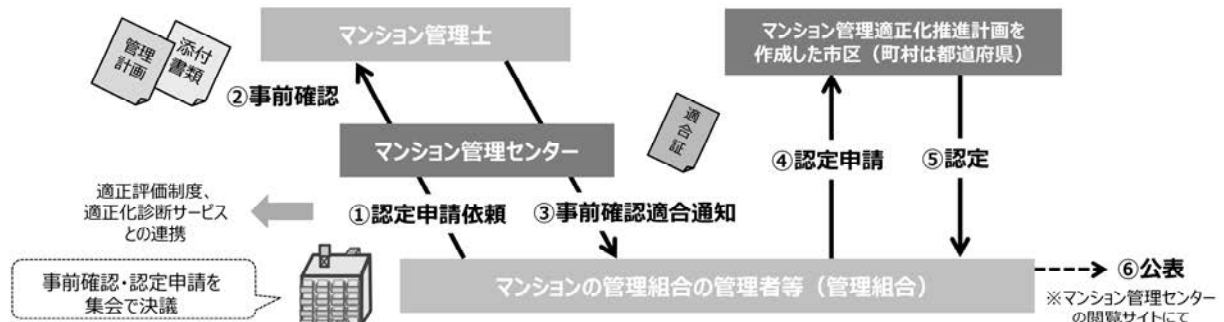 マンション管理士
マンション管理適正化推進計画を
作成した市区（町村は都道府県）
管理
計画
添付
書類
②事前確認
適合証
マンション管理センター
④認定申請
⑤認定
適正評価制度、
適正化診断サービス
との連携
①認定申請依頼
③事前確認適合通知
事前確認・認定申請を
集会で決議
マンションの管理組合の管理者等（管理組合）
⑥公表
※マンション管理センター
の閲覧サイトにて